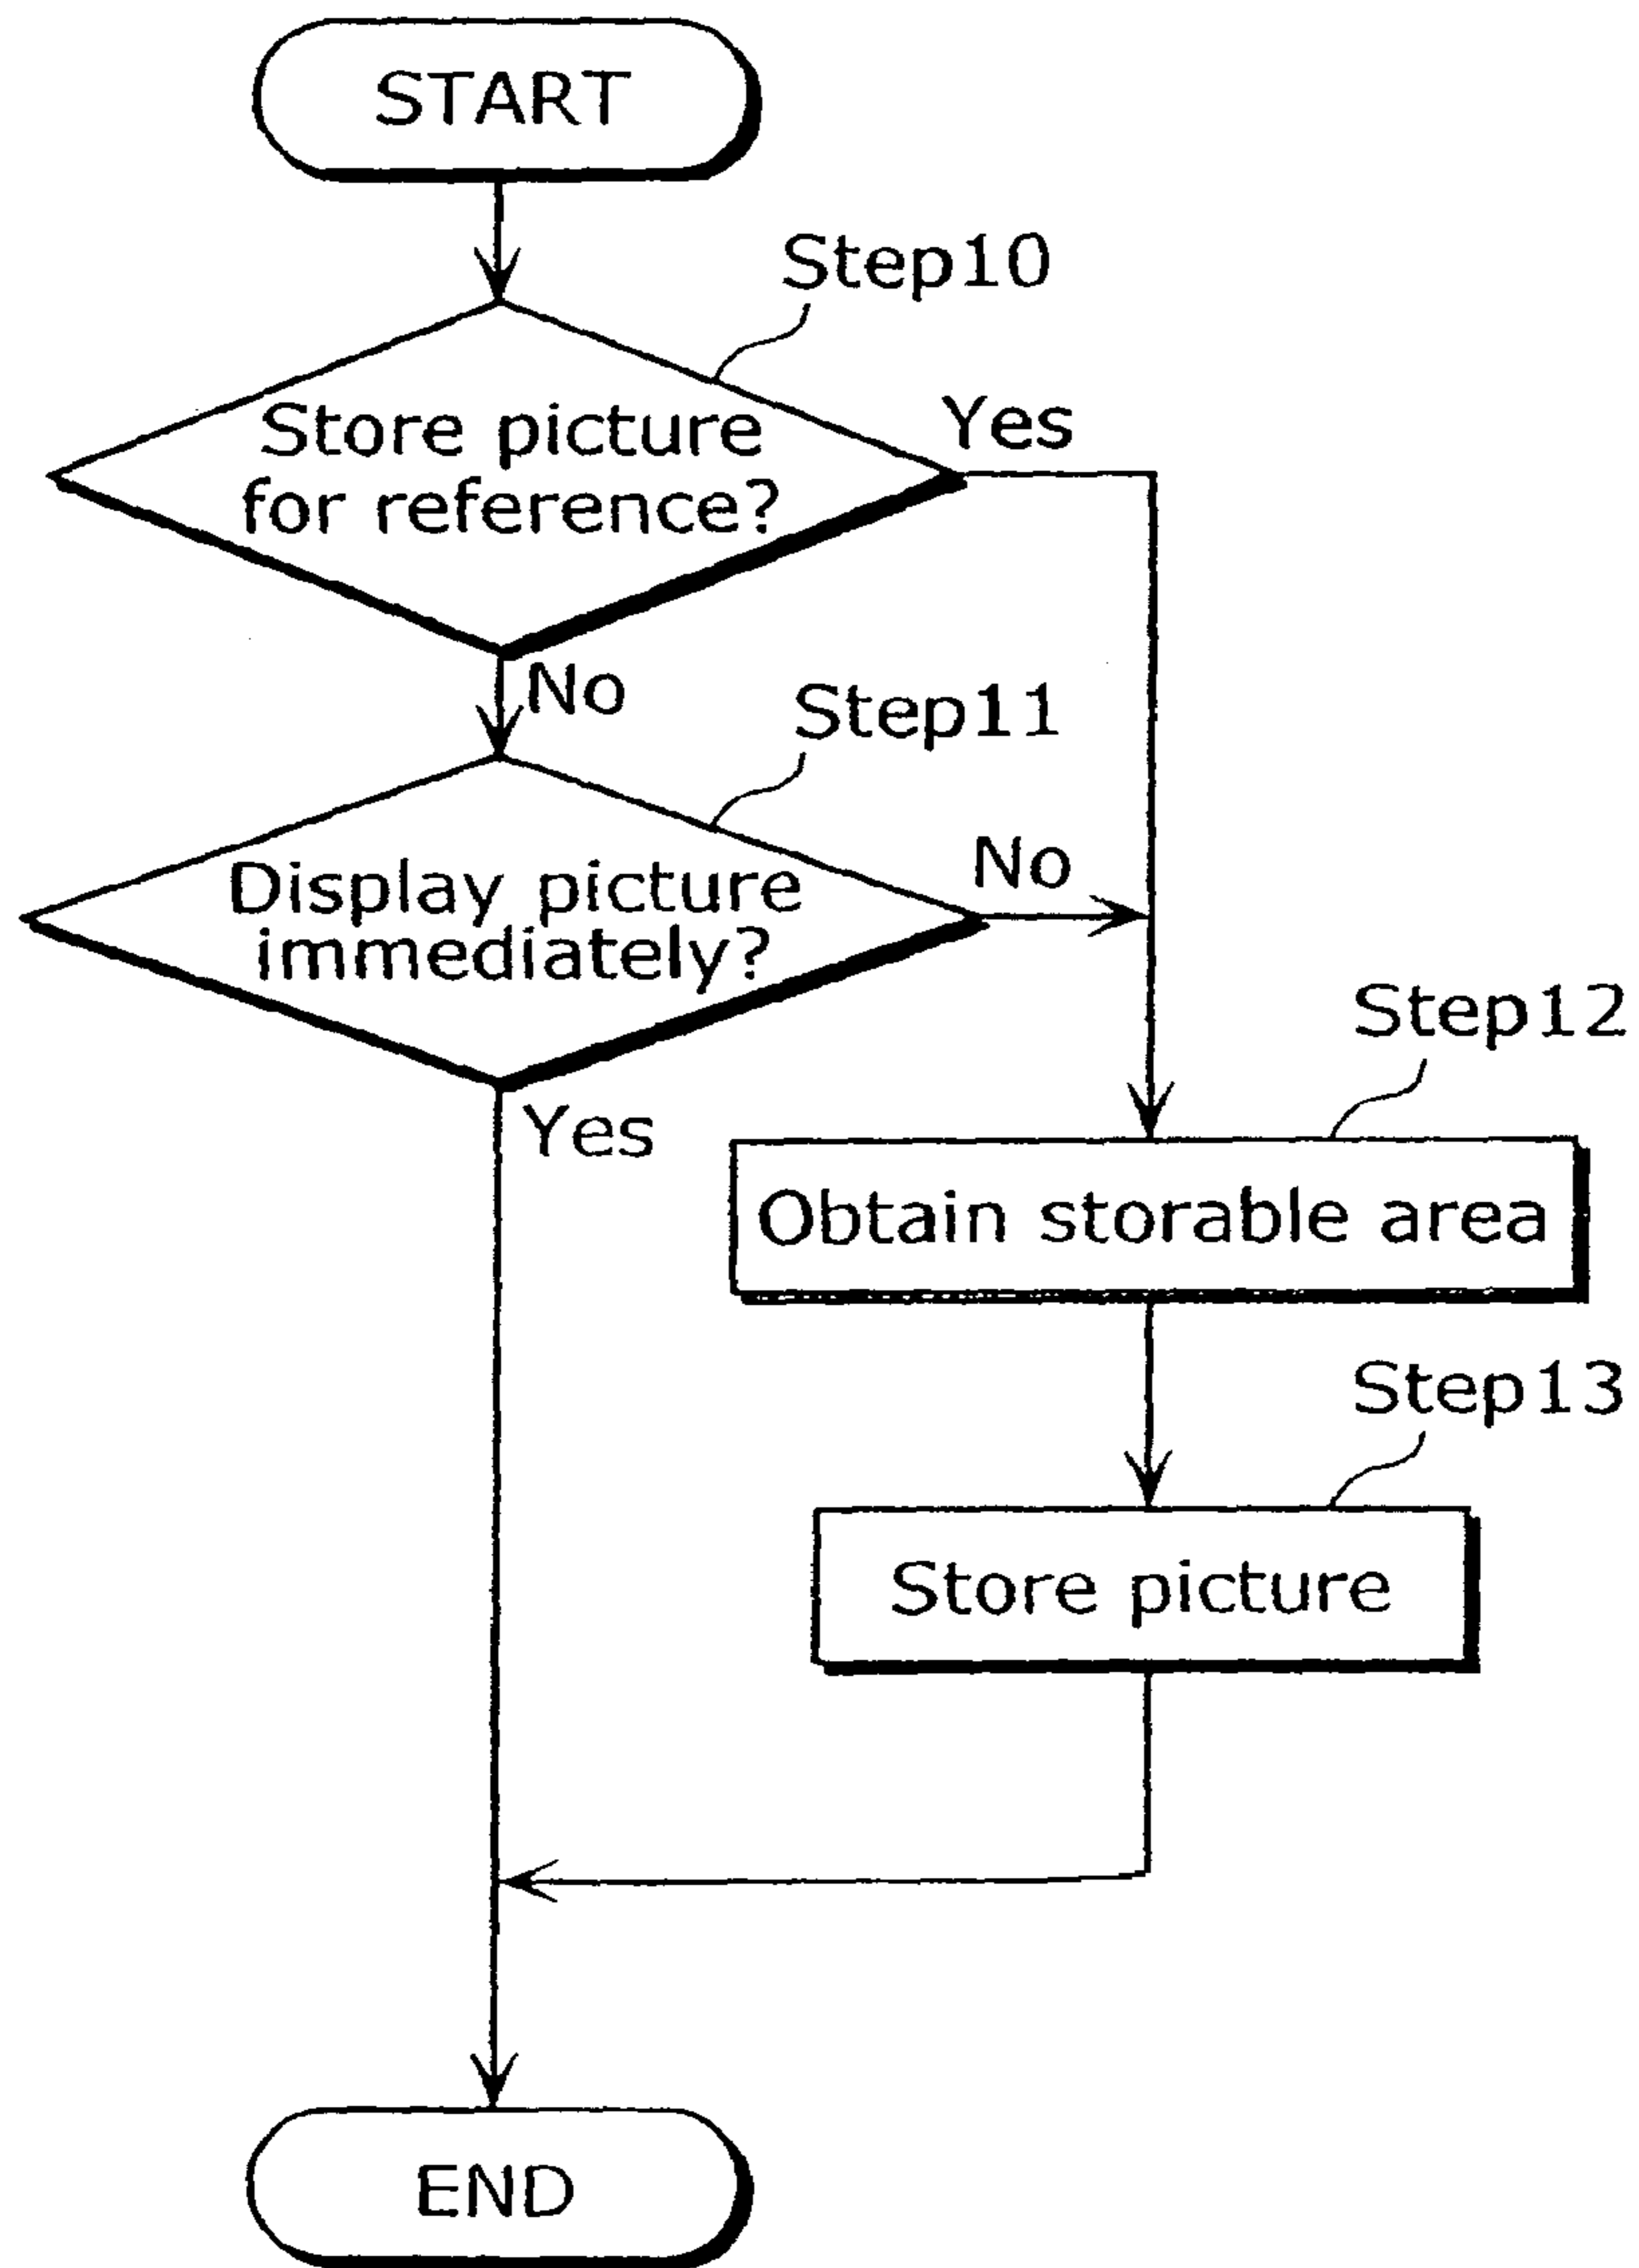 START
Step10
Store picture
for reference?
Yes
No
Step11
Display picture
immediately?
No
Yes
Step12
Obtain storable area
Step13
Store picture
END